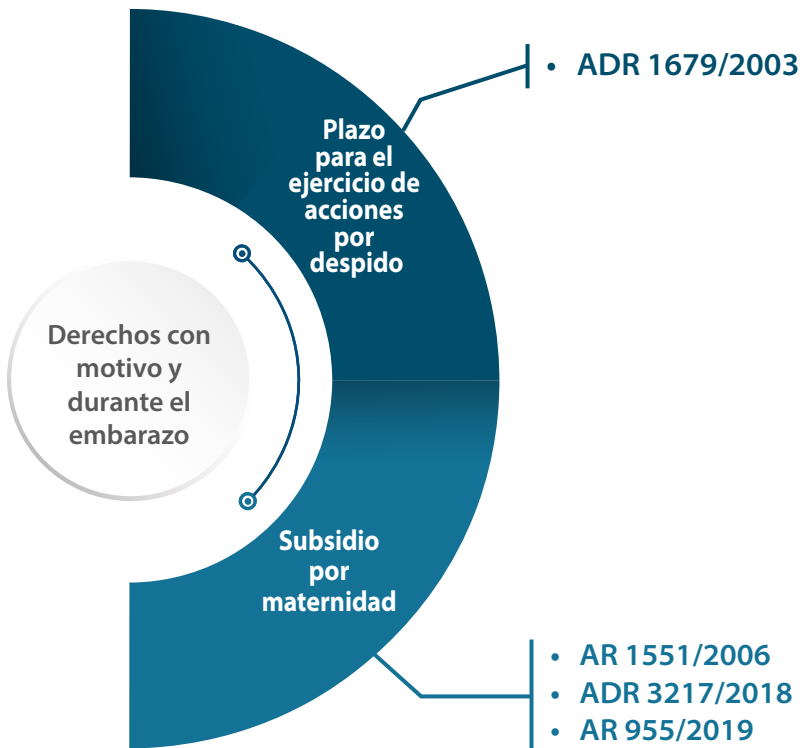 Derechos con
motivo y
durante el
embarazo
Plazo
para el
ejercicio de
acciones
por
despido
• ADR 1679/2003
Subsidio
por
maternidad
• AR 1551/2006
• ADR 3217/2018
• AR 955/2019